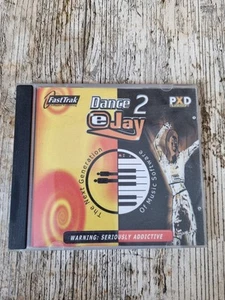 FastTrak
Dance 2
eJay
PXD
The Next Generation
Of Music Software
WARNING: SERIOUSLY ADDICTIVE